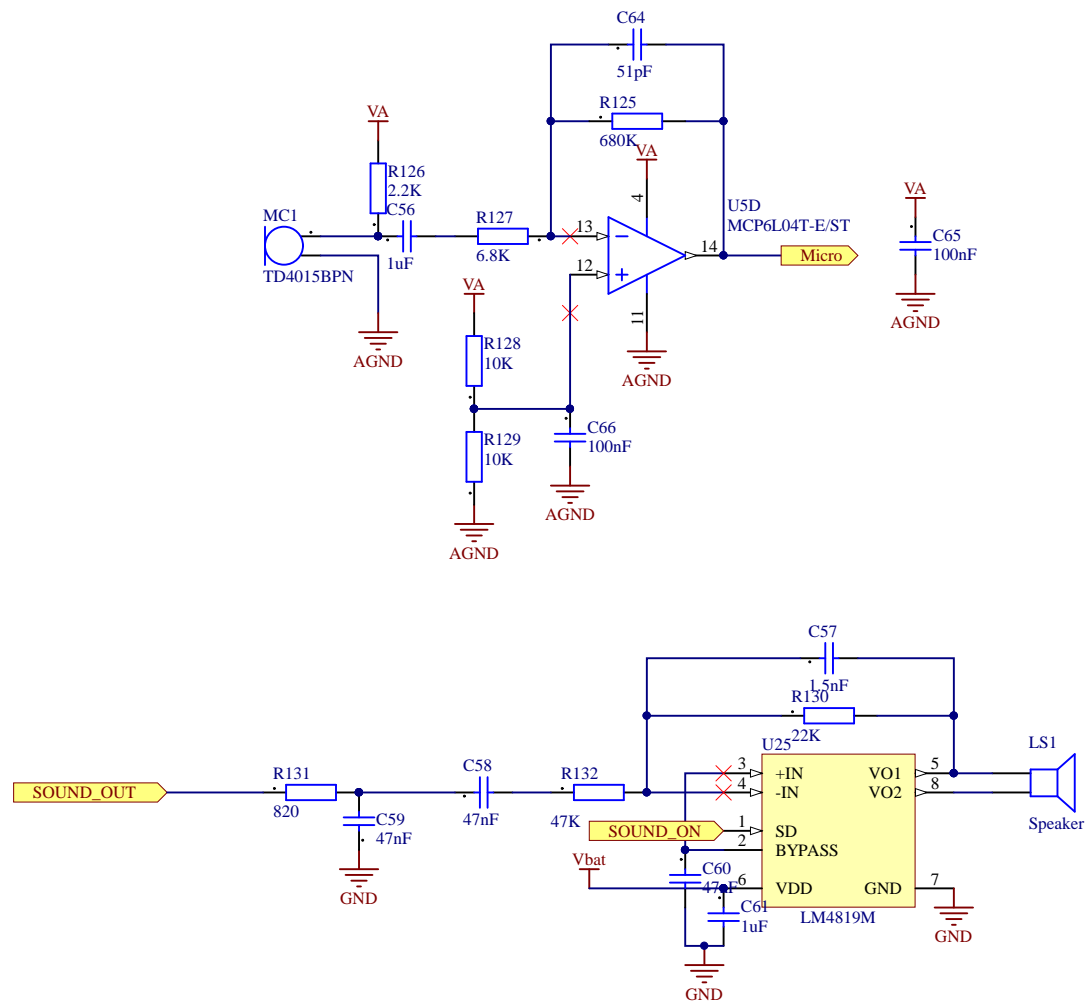 C64
51pF
R125
680K
VA
VA
R126
2.2K
C56
1uF
MC1
TD4015BPN
R127
6.8K
13
12
4
11
14
U5D
MCP6L04T-E/ST
Micro
VA
C65
100nF
AGND
AGND
AGND
VA
R128
10K
R129
10K
C66
100nF
AGND
AGND
C57
1.5nF
R130
22K
U25
LS1
Speaker
SOUND_OUT
R131
820
C59
47nF
GND
C58
47nF
R132
47K
SOUND_ON
3
4
1
2
6
+IN
-IN
SD
BYPASS
VDD
VO1
VO2
GND
5
8
7
LM4819M
GND
Vbat
C60
47nF
C61
1uF
GND